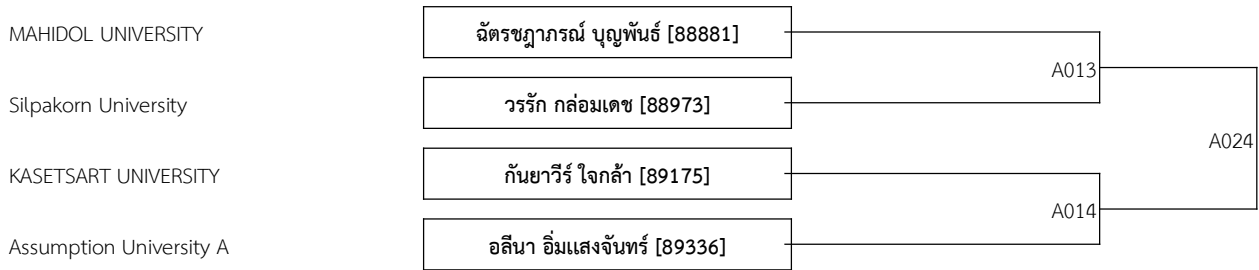 MAHIDOL UNIVERSITY
ฉัตรชฎาภรณ์ บุญพันธ์ [88881]
A013
Silpakorn University
วรรัก กล่อมเดช [88973]
A024
KASETSART UNIVERSITY
กันยาวีร์ ใจกล้า [89175]
A014
Assumption University A
อลีนา อิ่มแสงจันทร์ [89336]